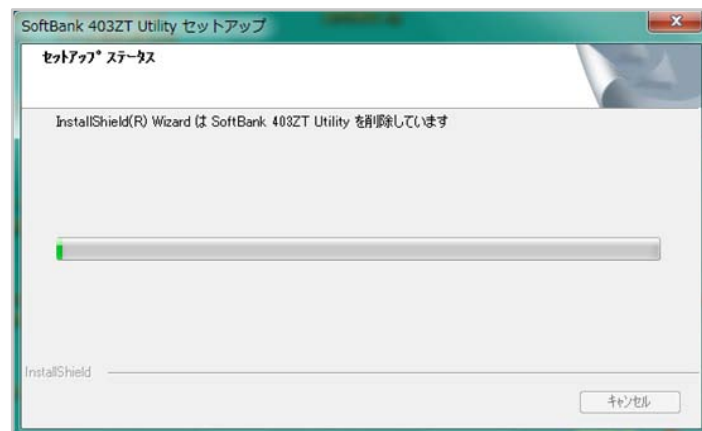 SoftBank 403ZT Utility セットアップ
セットアップ ステータス
InstallShield(R) Wizard は SoftBank 403ZT Utility を削除しています
InstallShield
キャンセル